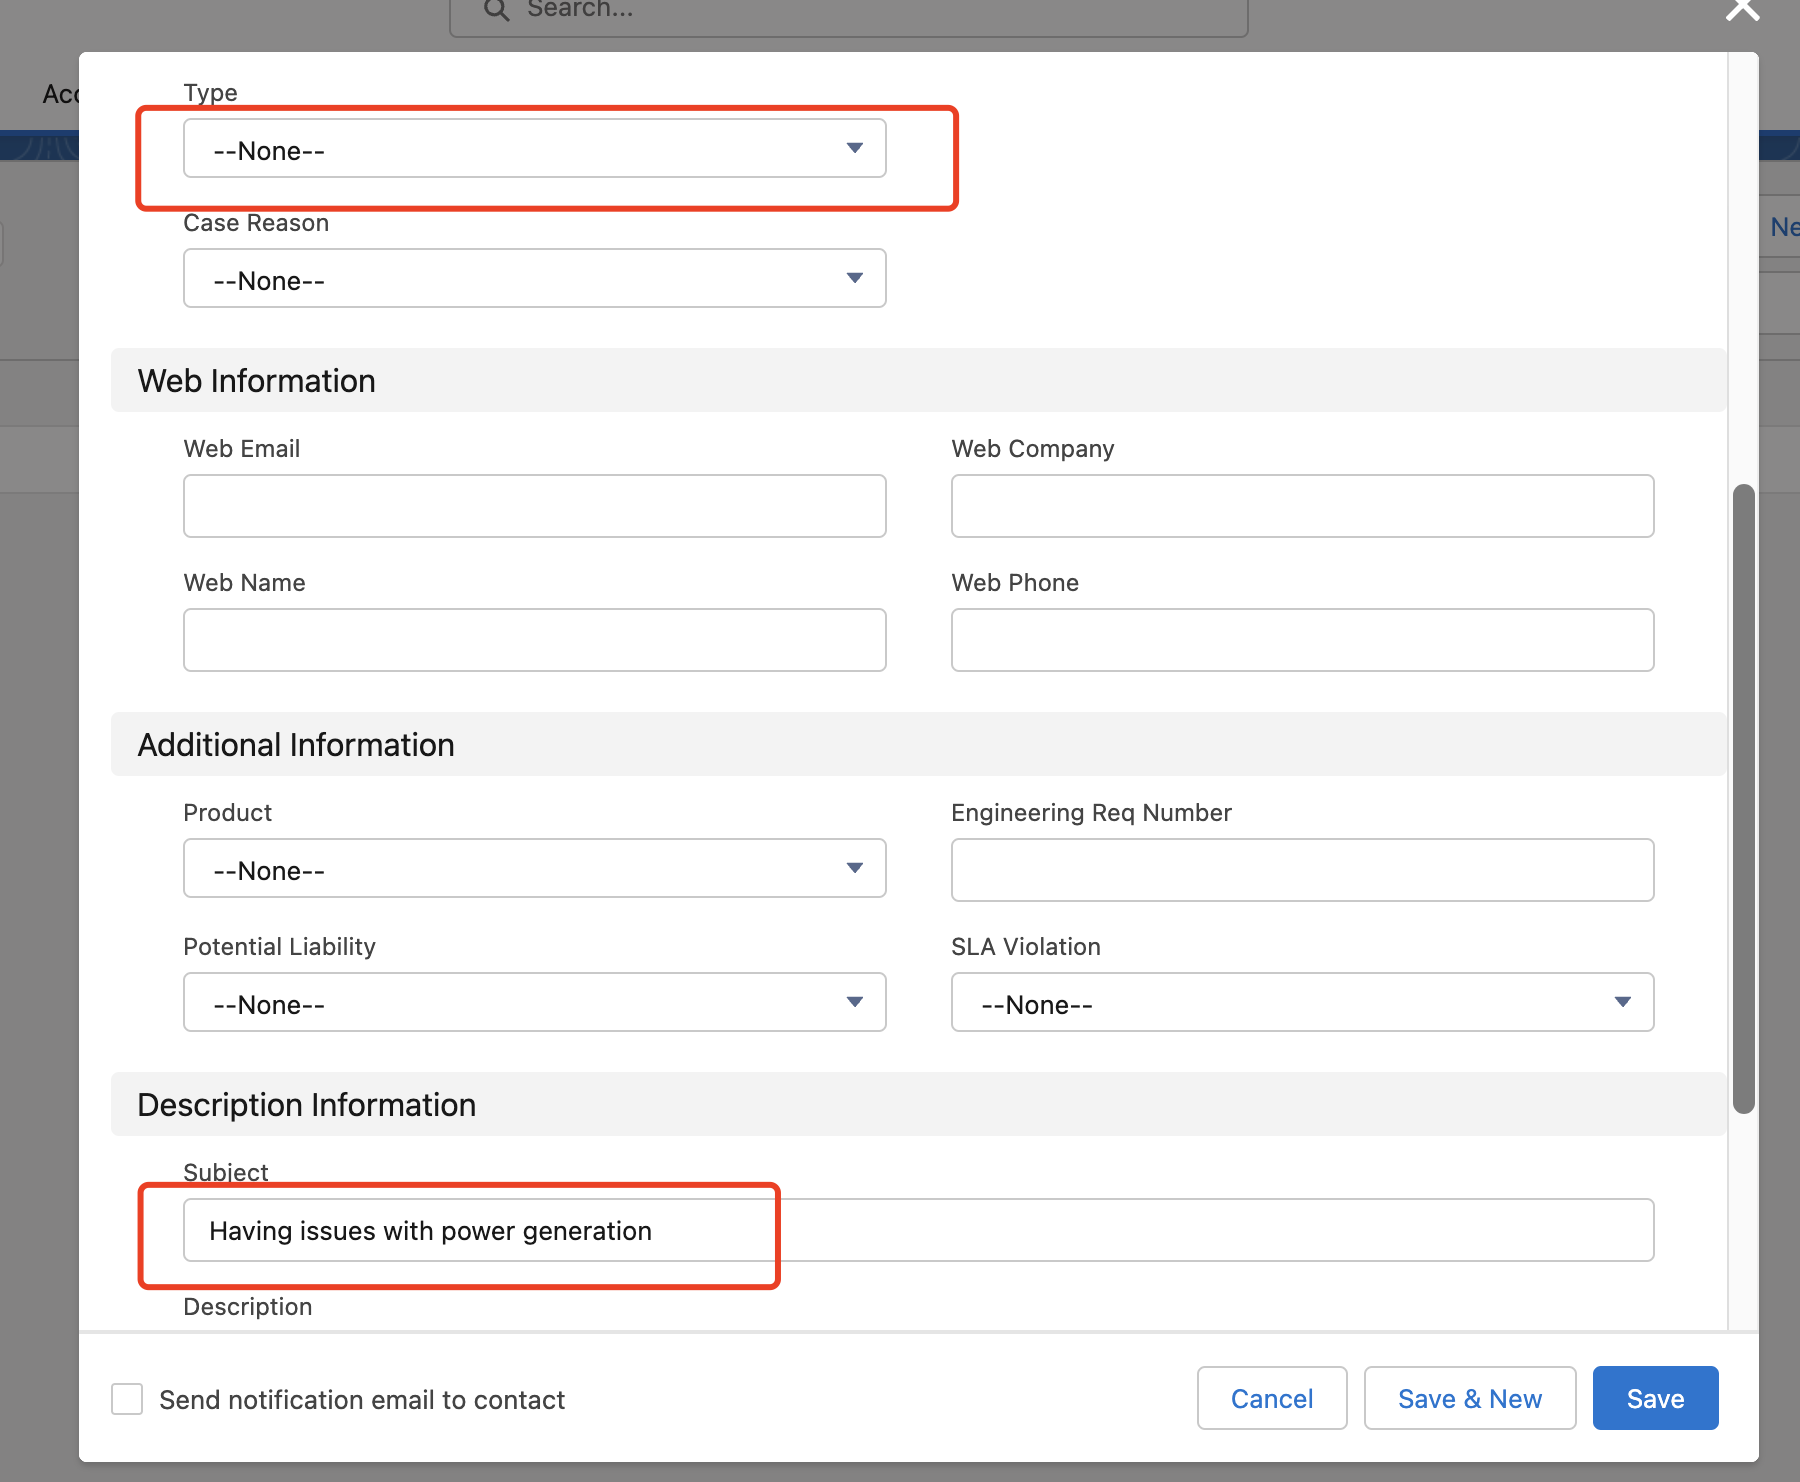 Search...
Type
--None--
Case Reason
--None--
Web Information
Web Email
Web Company
Web Name
Web Phone
Additional Information
Product
Engineering Req Number
--None--
Potential Liability
SLA Violation
--None--
--None--
Description Information
Subject
Having issues with power generation
Description
Send notification email to contact
Cancel
Save & New
Save